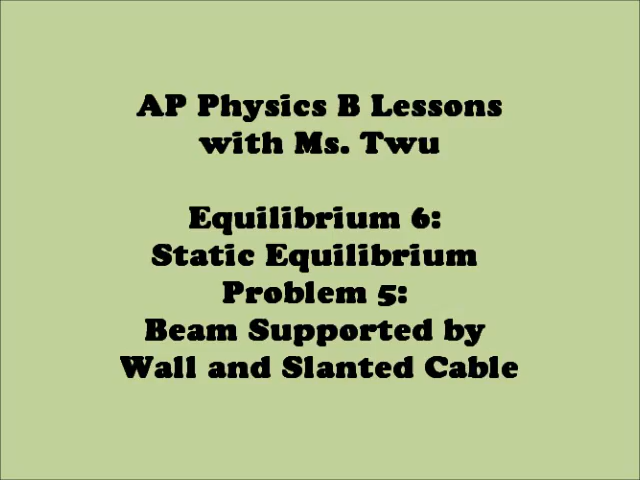 AP Physics B Lessons
with Ms. Twu
Equilibrium 6:
Static Equilibrium
Problem 5:
Beam Supported by
Wall and Slanted Cable